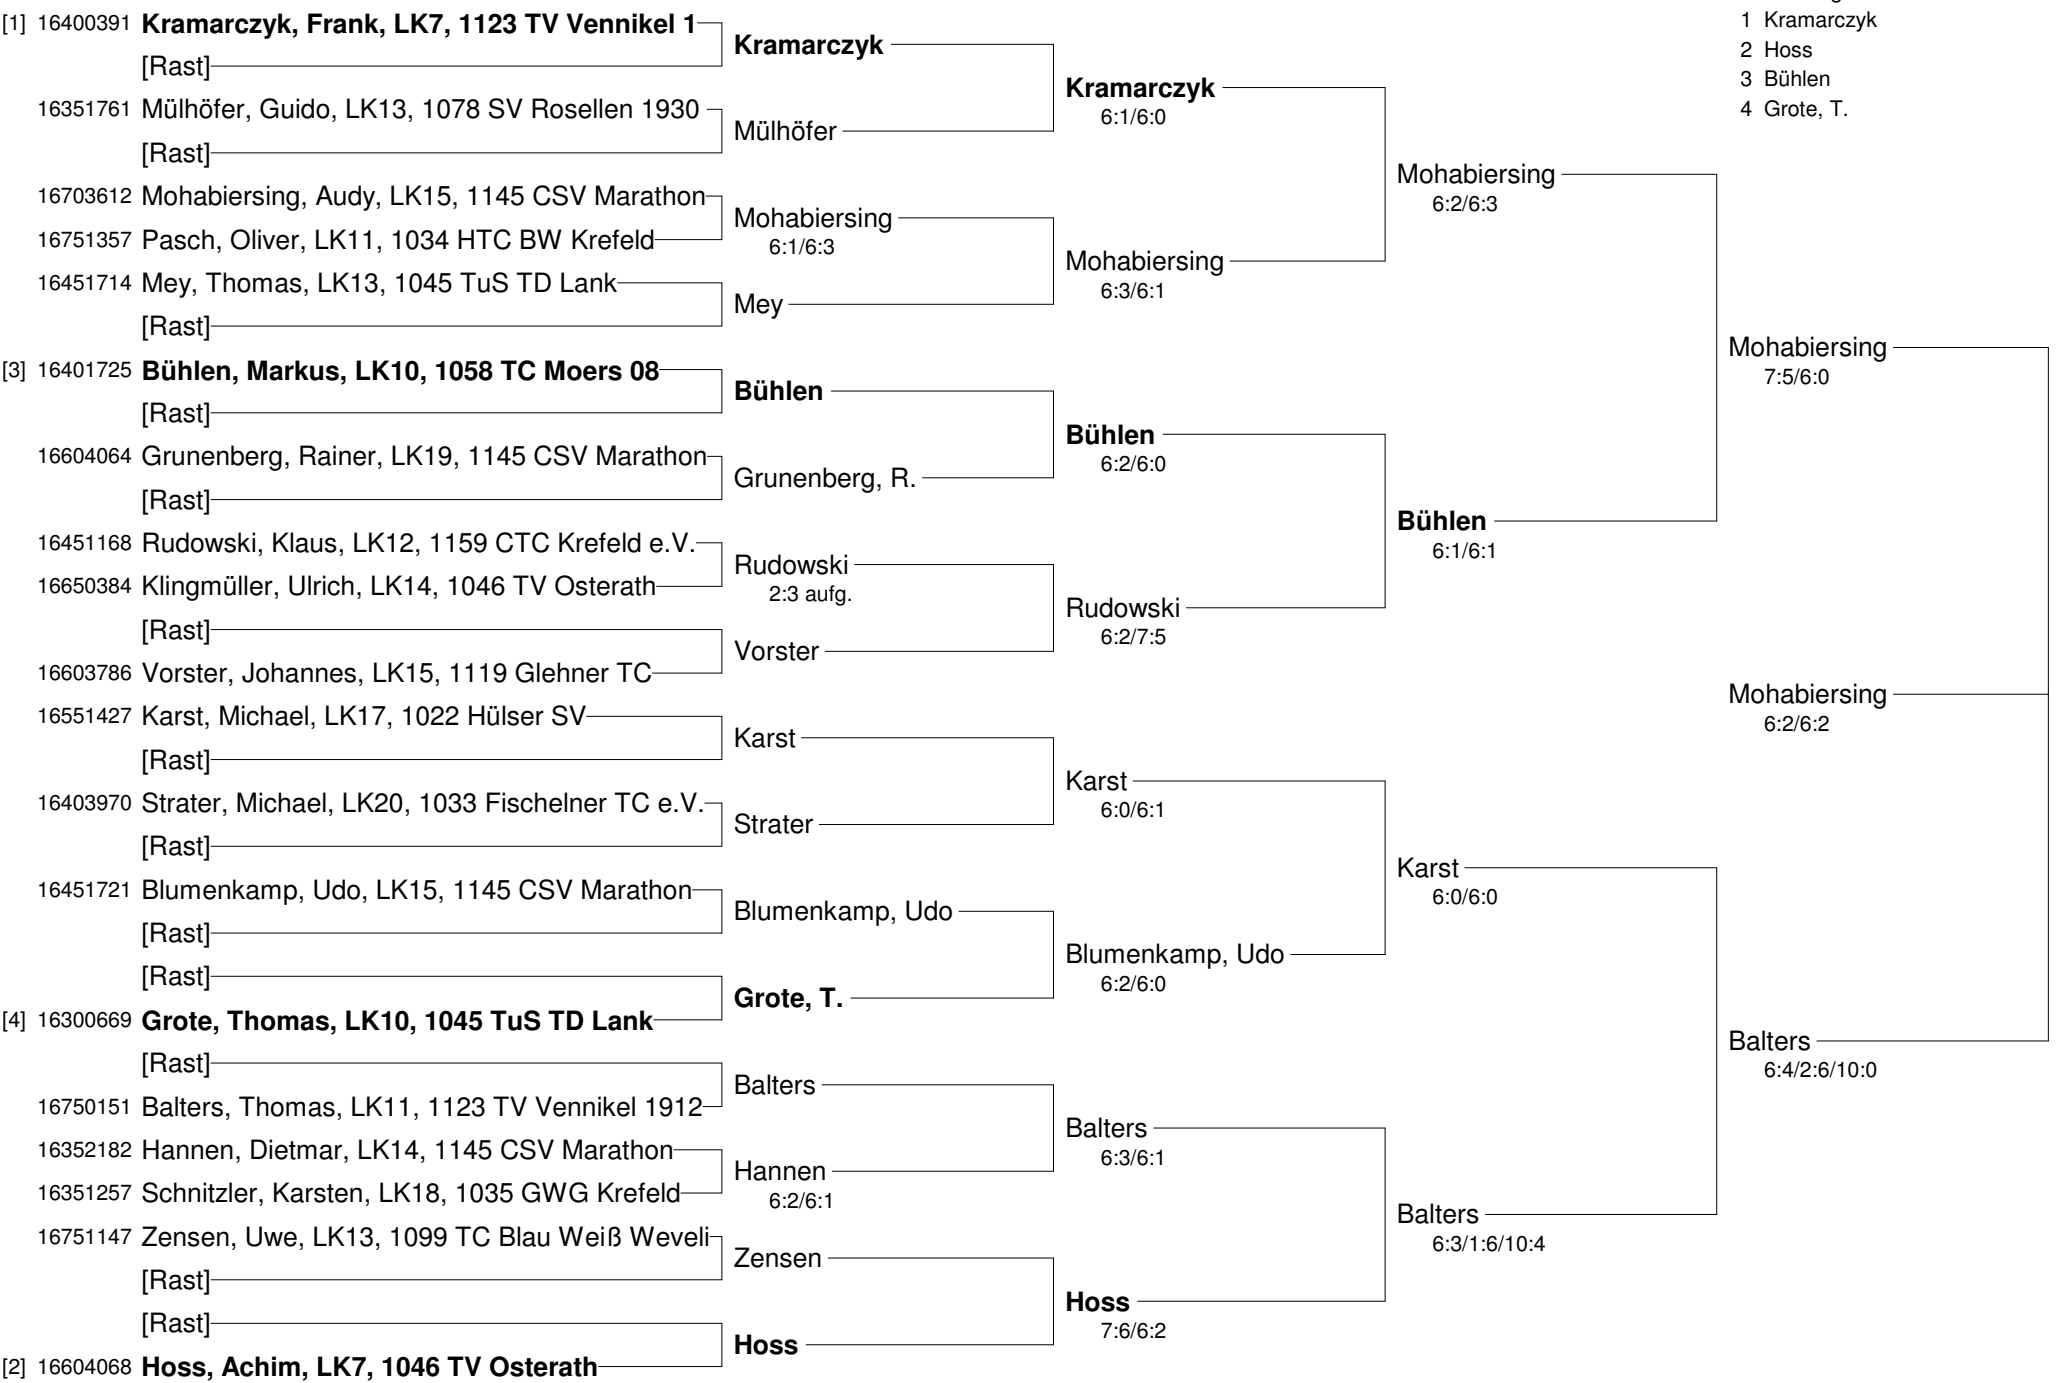 [1] 16400391 Kramarczyk, Frank, LK7, 1123 TV Vennikel 1
[Rast]
16351761 Mülhöfer, Guido, LK13, 1078 SV Rosellen 1930
[Rast]
16703612 Mohabiersing, Audy, LK15, 1145 CSV Marathon
16751357 Pasch, Oliver, LK11, 1034 HTC BW Krefeld
16451714 Mey, Thomas, LK13, 1045 TuS TD Lank
[Rast]
[3] 16401725 Bühlen, Markus, LK10, 1058 TC Moers 08
[Rast]
16604064 Grunenberg, Rainer, LK19, 1145 CSV Marathon
[Rast]
16451168 Rudowski, Klaus, LK12, 1159 CTC Krefeld e.V.
16650384 Klingmüller, Ulrich, LK14, 1046 TV Osterath
[Rast]
16603786 Vorster, Johannes, LK15, 1119 Glehner TC
16551427 Karst, Michael, LK17, 1022 Hülser SV
[Rast]
16403970 Strater, Michael, LK20, 1033 Fischelner TC e.V.
[Rast]
16451721 Blumenkamp, Udo, LK15, 1145 CSV Marathon
[Rast]
[Rast]
[4] 16300669 Grote, Thomas, LK10, 1045 TuS TD Lank
[Rast]
16750151 Balters, Thomas, LK11, 1123 TV Vennikel 1912
16352182 Hannen, Dietmar, LK14, 1145 CSV Marathon
16351257 Schnitzler, Karsten, LK18, 1035 GWG Krefeld
16751147 Zensen, Uwe, LK13, 1099 TC Blau Weiß Weveli
[Rast]
[Rast]
[2] 16604068 Hoss, Achim, LK7, 1046 TV Osterath
Kramarczyk
Mülhöfer
Mohabiersing
6:1/6:3
Mey
Bühlen
Grunenberg, R.
Rudowski
2:3 aufg.
Vorster
Karst
Strater
Blumenkamp, Udo
Grote, T.
Balters
Hannen
6:2/6:1
Zensen
Hoss
Kramarczyk
6:1/6:0
Mohabiersing
6:3/6:1
Bühlen
6:2/6:0
Rudowski
6:2/7:5
Karst
6:0/6:1
Blumenkamp, Udo
6:2/6:0
Balters
6:3/6:1
Hoss
7:6/6:2
Mohabiersing
6:2/6:3
Bühlen
6:1/6:1
Karst
6:0/6:0
Balters
6:3/1:6/10:4
1 Kramarczyk
2 Hoss
3 Bühlen
4 Grote, T.
Mohabiersing
7:5/6:0
Mohabiersing
6:2/6:2
Balters
6:4/2:6/10:0